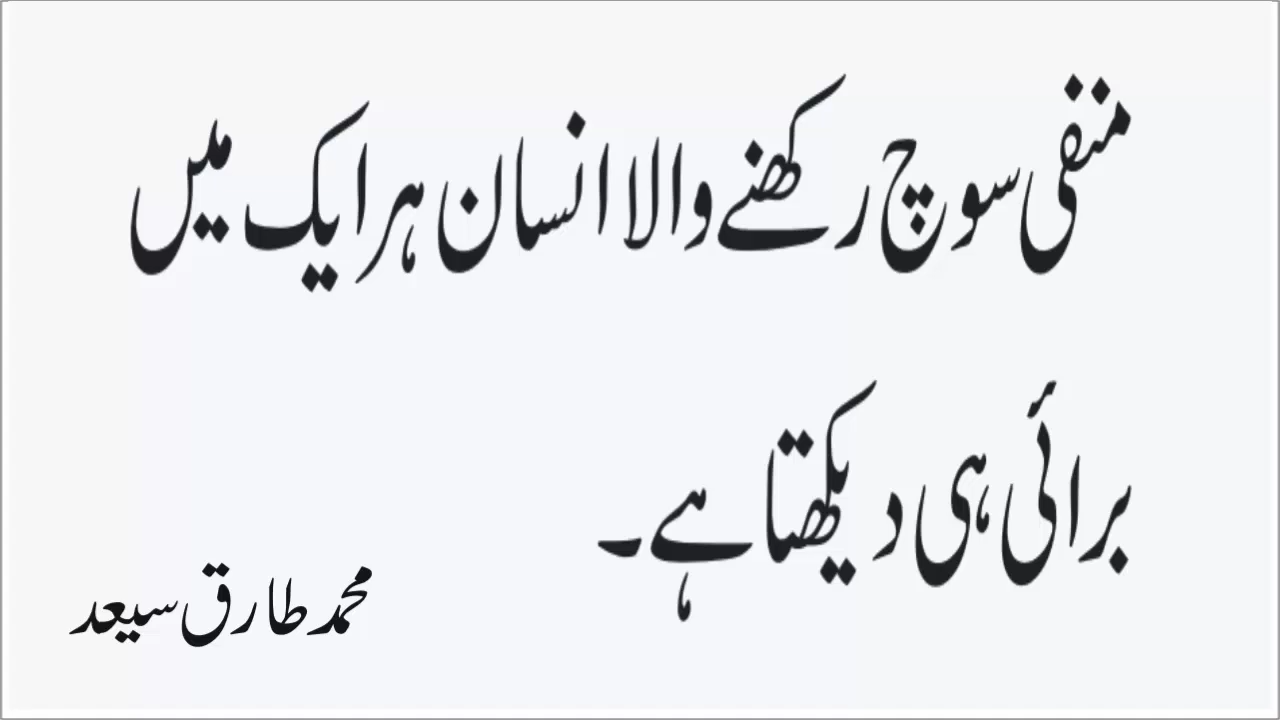 منفی سوچ رکھنے والا انسان ہر ایک میں
برائی ہی دیکھتا ہے۔
محمد طارق سیعد